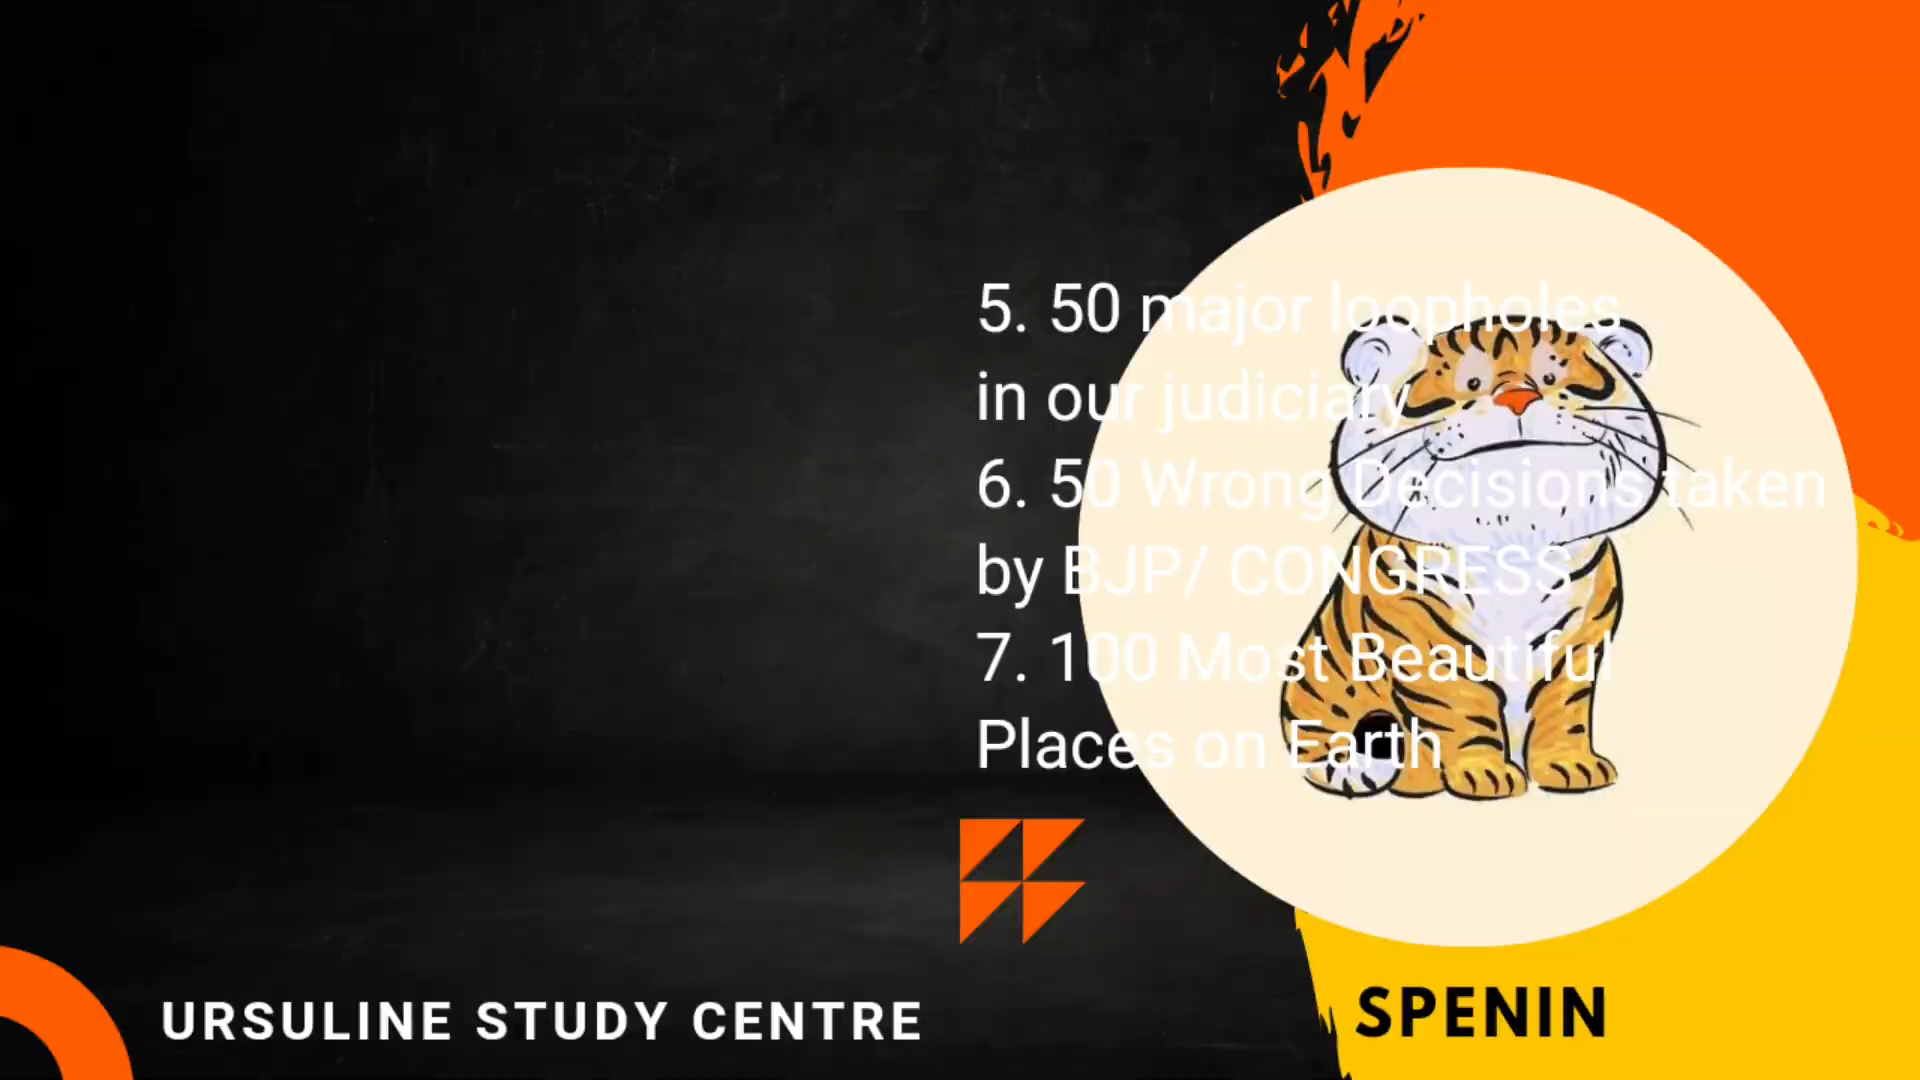 5. 50 major loopholes
in our judiciary
6. 50 Wrong Decisions taken
by BJP/ CONGRESS
7. 100 Most Beautiful
Places on Earth
URSULINE STUDY CENTRE
SPENIN